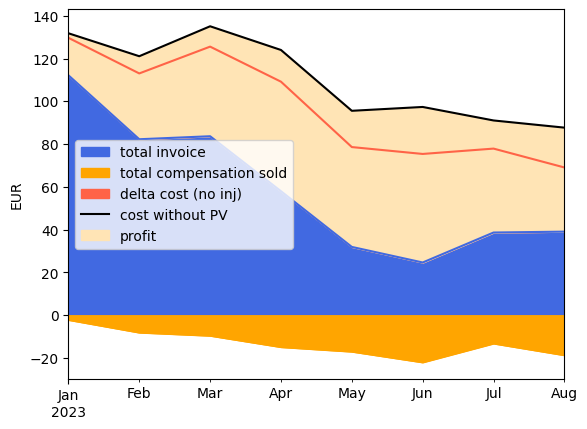 140
120
100
80
60
40
20
0
−20
EUR
total invoice
total compensation sold
delta cost (no inj)
cost without PV
profit
Jan Feb Mar Apr May Jun Jul Aug
2023